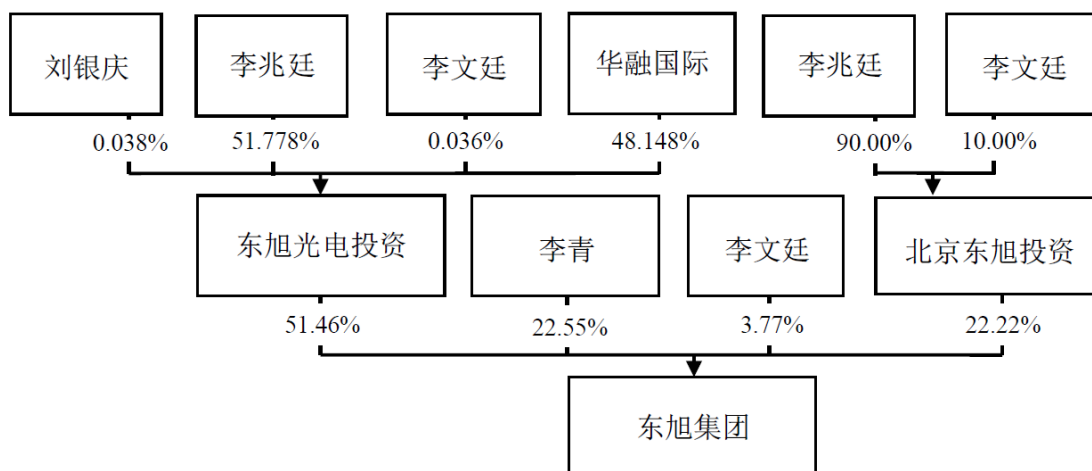 刘银庆 李兆廷 李文廷 华融国际 李兆廷 李文廷
0.038% 51.778% 0.036% 48.148% 90.00% 10.00%
东旭光电投资 李青 李文廷 北京东旭投资
51.46% 22.55% 3.77% 22.22%
东旭集团